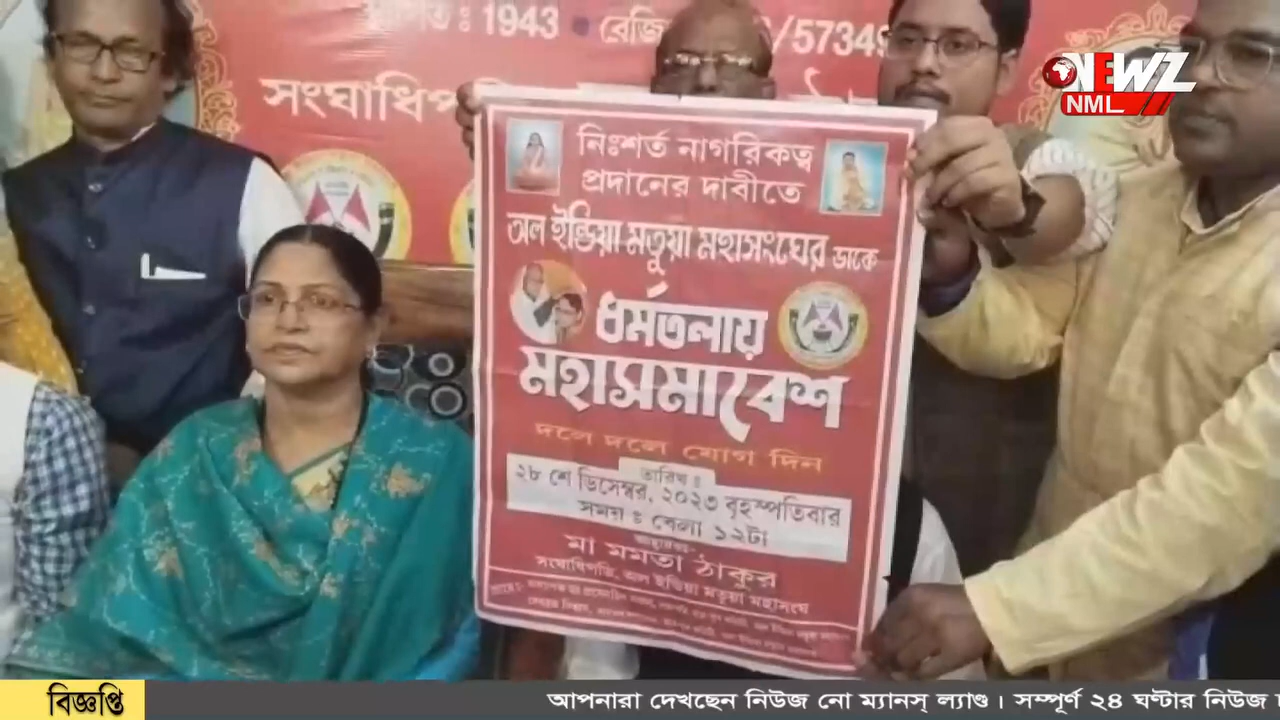 1943 • রেজি
/57349
সংঘাধিপ
NEWZ
NML
নিঃশর্ত নাগরিকত্ব
প্রদানের দাবীতে
অল ইন্ডিয়া মতুয়া মহাসংঘের ডাকে
ধর্মতলায়
মহাসমাবেশ
দলে দলে যোগ দিন
তারিখ ঃ
২৮ শে ডিসেম্বর, ২০২৩ বৃহস্পতিবার
সময় ঃ বেলা ১২টা
মা মমতা ঠাকুর
সংঘাধিপতি, অল ইন্ডিয়া মতুয়া মহাসংঘ
বিজ্ঞপ্তি
আপনারা দেখছেন নিউজ নো ম্যানস্ ল্যাণ্ড। সম্পূর্ণ ২৪ ঘণ্টার নিউজ